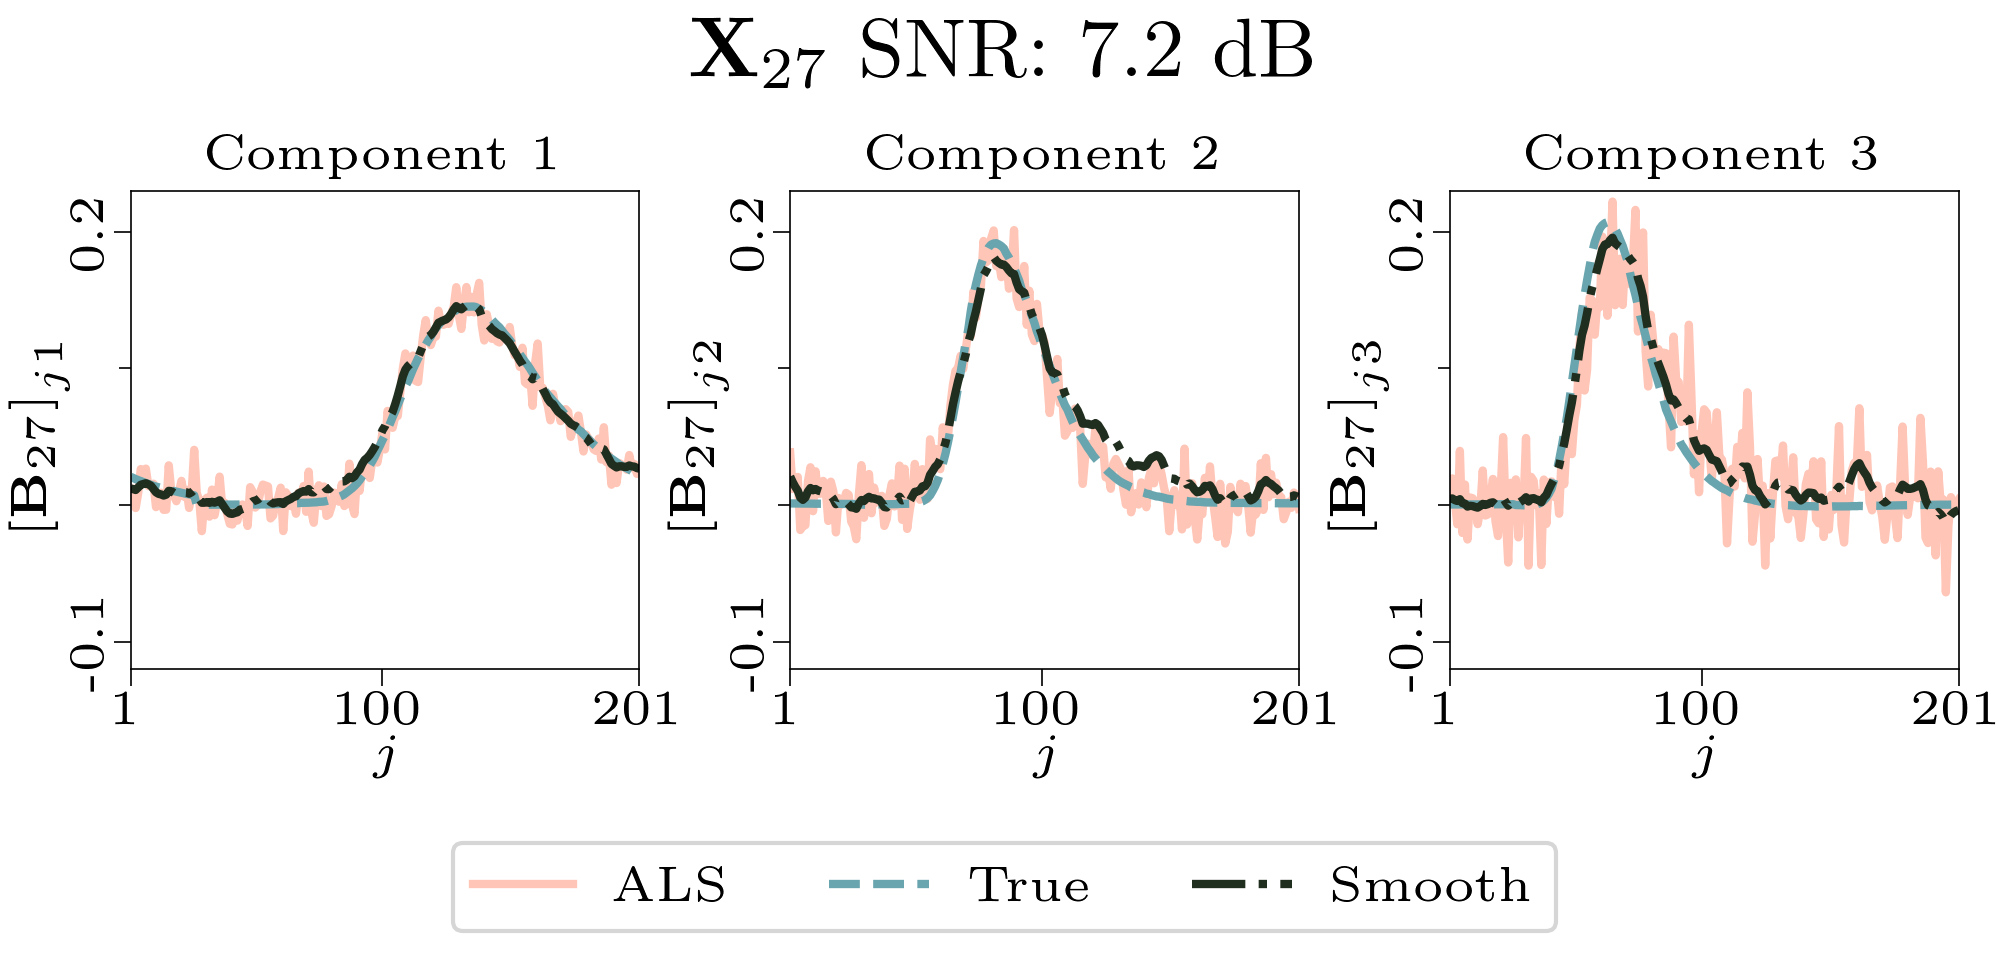 X₂₇ SNR: 7.2 dB
Component 1
Component 2
Component 3
[B₂₇]ⱼ₁
0.2
-0.1
1 100 201
j
[B₂₇]ⱼ₂
0.2
-0.1
1 100 201
j
[B₂₇]ⱼ₃
0.2
-0.1
1 100 201
j
ALS True Smooth